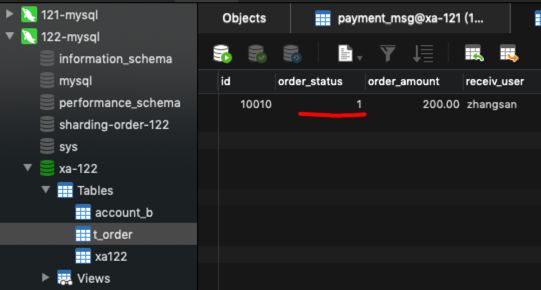 121-mysql
122-mysql
information_schema
mysql
performance_schema
sharding-order-122
sys
xa-122
Tables
account_b
t_order
xa122
Views
Objects
payment_msg@xa-121 (1...
id order_status order_amount receiv_user
10010 1 200.00 zhangsan